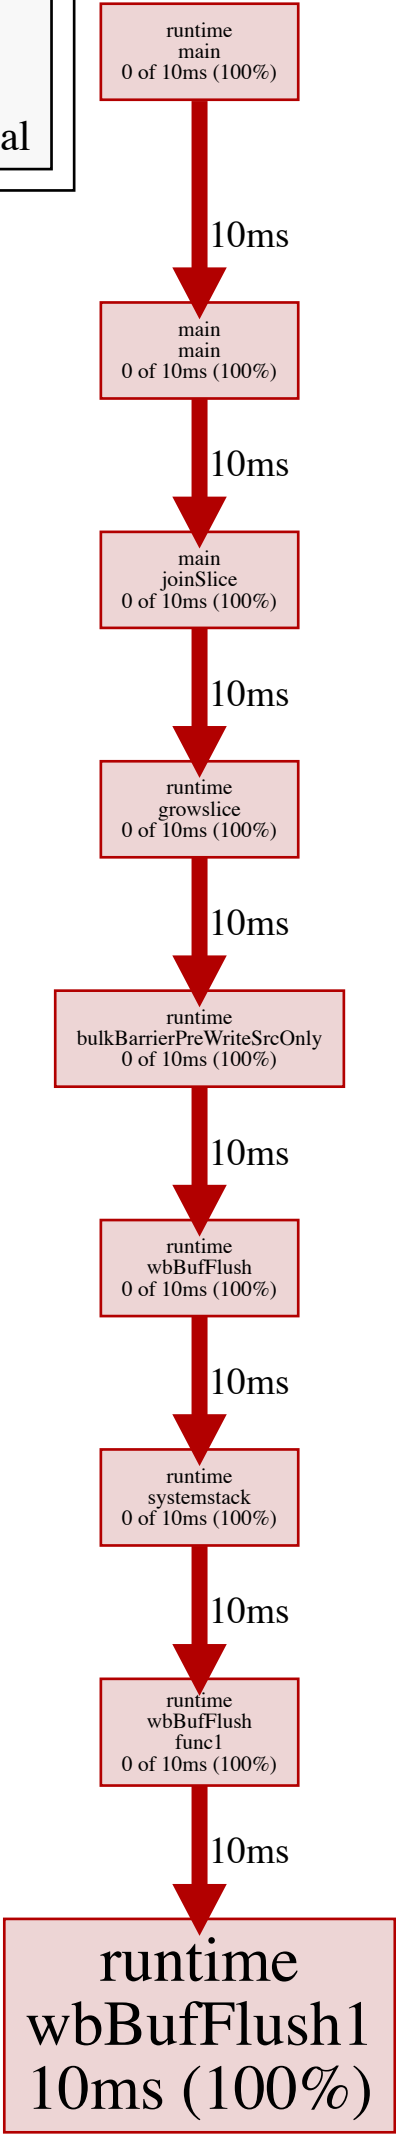 al
runtime
main
0 of 10ms (100%)
10ms
main
main
0 of 10ms (100%)
10ms
main
joinSlice
0 of 10ms (100%)
10ms
runtime
growslice
0 of 10ms (100%)
10ms
runtime
bulkBarrierPreWriteSrcOnly
0 of 10ms (100%)
10ms
runtime
wbBufFlush
0 of 10ms (100%)
10ms
runtime
systemstack
0 of 10ms (100%)
10ms
runtime
wbBufFlush
func1
0 of 10ms (100%)
10ms
runtime
wbBufFlush1
10ms (100%)